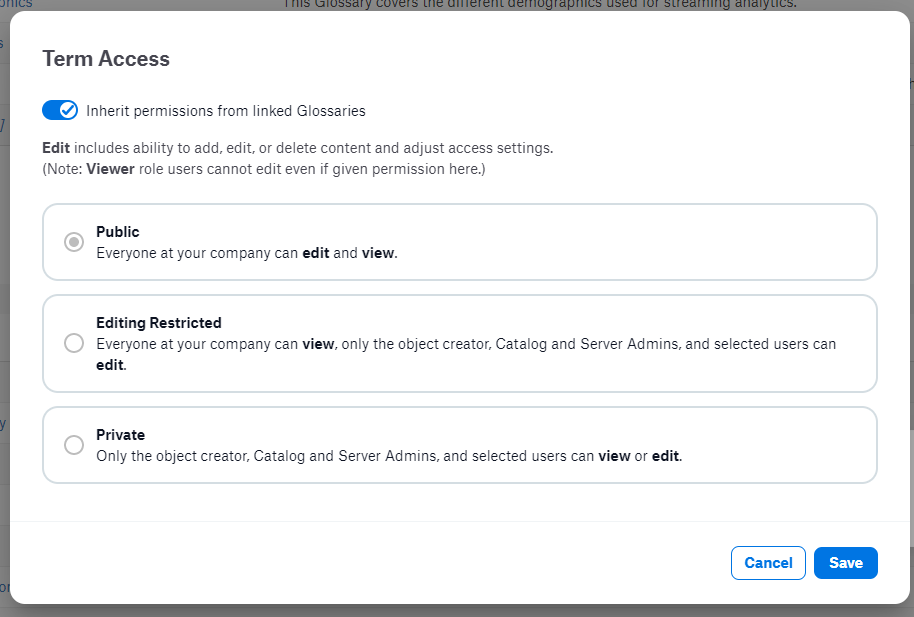 onics
This Glossary covers the different demographics used for streaming analytics.
Term Access
Inherit permissions from linked Glossaries
Edit includes ability to add, edit, or delete content and adjust access settings.
(Note: Viewer role users cannot edit even if given permission here.)
Public
Everyone at your company can edit and view.
Editing Restricted
Everyone at your company can view, only the object creator, Catalog and Server Admins, and selected users can
edit.
Private
Only the object creator, Catalog and Server Admins, and selected users can view or edit.
Cancel
Save